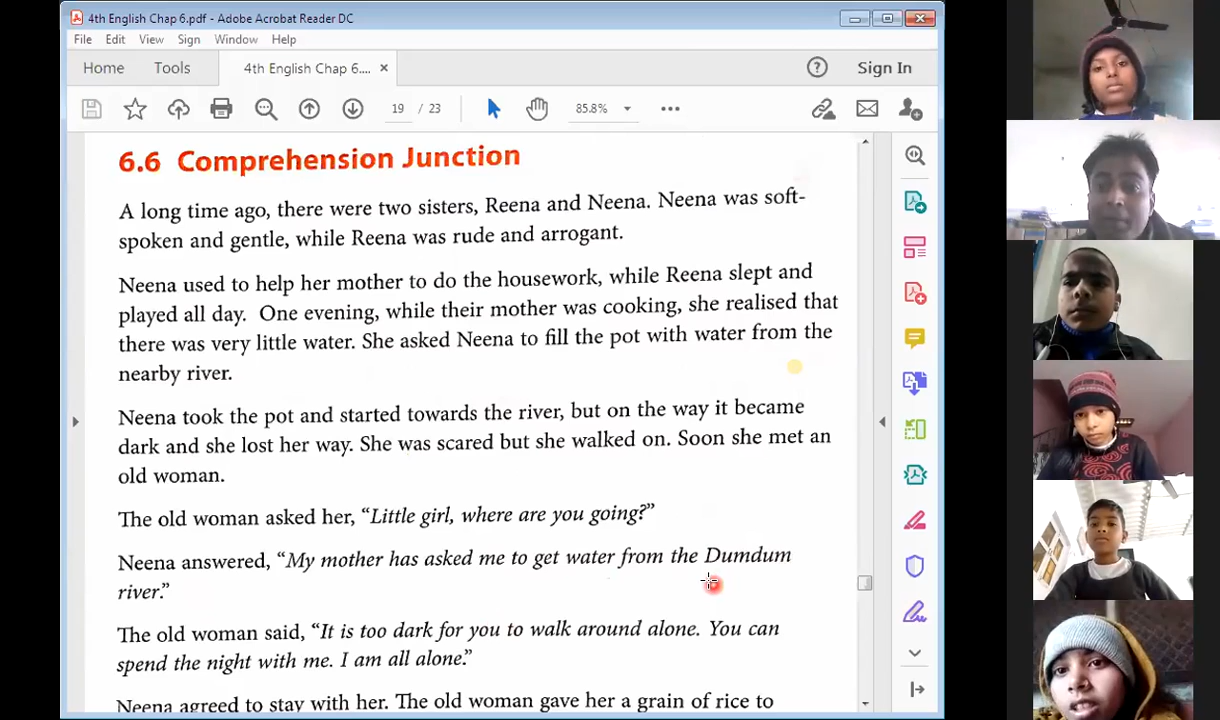 4th English Chap 6.pdf - Adobe Acrobat Reader DC
File Edit View Sign Window Help
Home Tools 4th English Chap 6.... × Sign In
19 / 23 85.8%
6.6 Comprehension Junction
A long time ago, there were two sisters, Reena and Neena. Neena was soft-
spoken and gentle, while Reena was rude and arrogant.
Neena used to help her mother to do the housework, while Reena slept and
played all day. One evening, while their mother was cooking, she realised that
there was very little water. She asked Neena to fill the pot with water from the
nearby river.
Neena took the pot and started towards the river, but on the way it became
dark and she lost her way. She was scared but she walked on. Soon she met an
old woman.
The old woman asked her, “Little girl, where are you going?”
Neena answered, “My mother has asked me to get water from the Dumdum
river.”
The old woman said, “It is too dark for you to walk around alone. You can
spend the night with me. I am all alone.”
Neena agreed to stay with her. The old woman gave her a grain of rice to